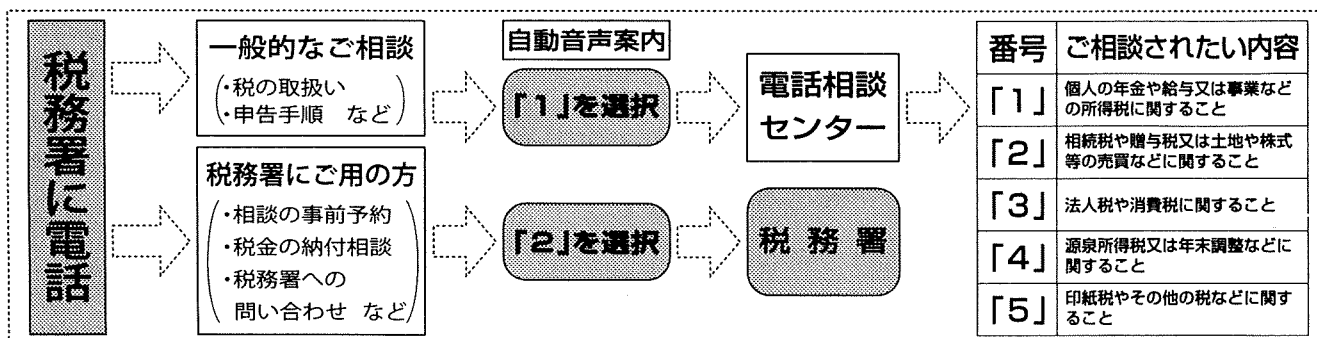 税務署に電話
一般的なご相談
・税の取扱い
・申告手順 など
税務署にご用の方
・相談の事前予約
・税金の納付相談
・税務署への
問い合わせ など
自動音声案内
「1」を選択
「2」を選択
電話相談
センター
税務署
番号 ご相談されたい内容
「1」 個人の年金や給与又は事業など
の所得税に関すること
「2」 相続税や贈与税又は土地や株式
等の売買などに関すること
「3」 法人税や消費税に関すること
「4」 源泉所得税又は年末調整などに
関すること
「5」 印紙税やその他の税などに関す
ること